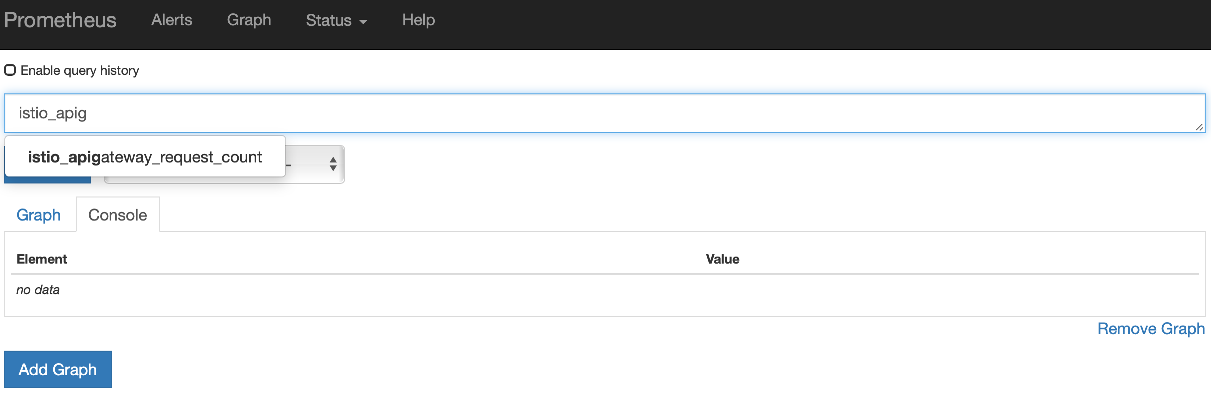 Prometheus Alerts Graph Status Help
Enable query history
istio_apig
istio_apigateway_request_count
Graph Console
Element Value
no data
Remove Graph
Add Graph